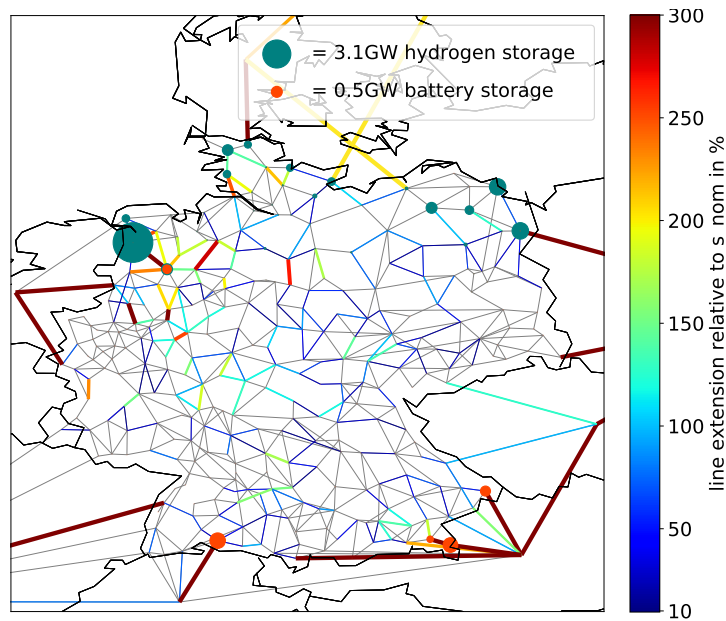 = 3.1GW hydrogen storage
= 0.5GW battery storage
300
250
200
150
100
50
10
line extension relative to s nom in %